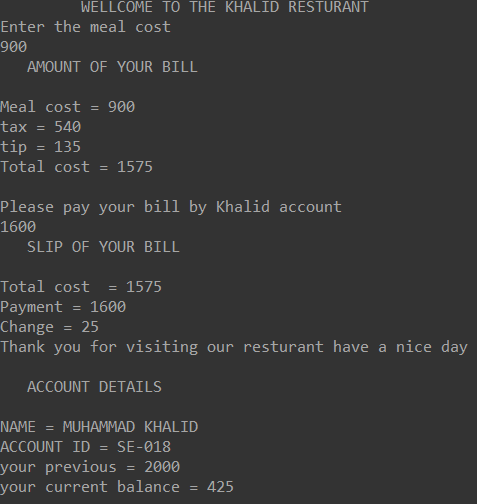 WELLCOME TO THE KHALID RESTURANT
Enter the meal cost
900
AMOUNT OF YOUR BILL
Meal cost = 900
tax = 540
tip = 135
Total cost = 1575
Please pay your bill by Khalid account
1600
SLIP OF YOUR BILL
Total cost  = 1575
Payment = 1600
Change = 25
Thank you for visiting our resturant have a nice day
ACCOUNT DETAILS
NAME = MUHAMMAD KHALID
ACCOUNT ID = SE-018
your previous = 2000
your current balance = 425